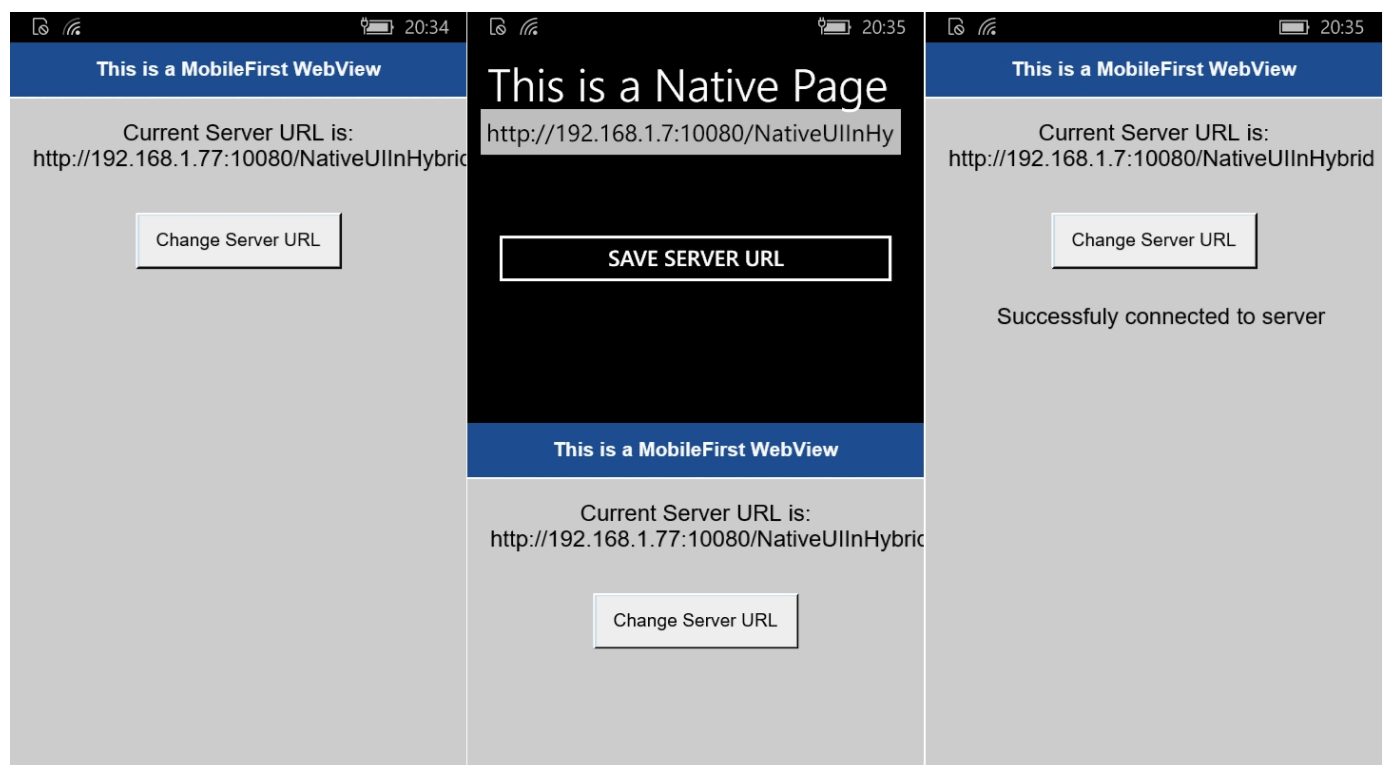 20:34
This is a MobileFirst WebView
Current Server URL is:
http://192.168.1.77:10080/NativeUIInHybrid
Change Server URL
20:35
This is a Native Page
http://192.168.1.7:10080/NativeUIInHy
SAVE SERVER URL
This is a MobileFirst WebView
Current Server URL is:
http://192.168.1.77:10080/NativeUIInHybrid
Change Server URL
20:35
This is a MobileFirst WebView
Current Server URL is:
http://192.168.1.7:10080/NativeUIInHybrid
Change Server URL
Successfuly connected to server